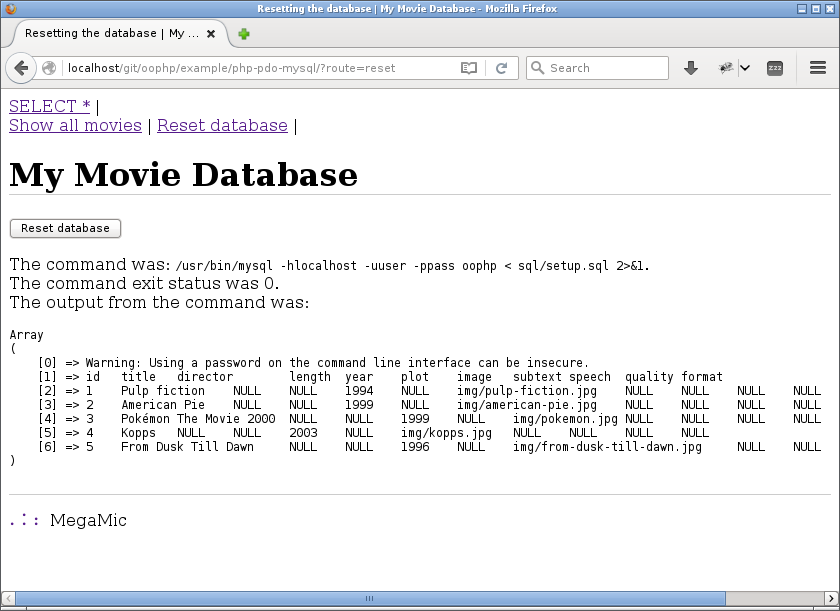 Resetting the database | My Movie Database - Mozilla Firefox
Resetting the database | My ...
localhost/git/oophp/example/php-pdo-mysql/?route=reset
Search
SELECT * |
Show all movies | Reset database |
My Movie Database
Reset database
The command was: /usr/bin/mysql -hlocalhost -uuser -ppass oophp < sql/setup.sql 2>&1.
The command exit status was 0.
The output from the command was:
Array
(
    [0] => Warning: Using a password on the command line interface can be insecure.
    [1] => id   title   director        length  year    plot    image   subtext speech  quality format
    [2] => 1    Pulp fiction    NULL    NULL    1994    NULL    img/pulp-fiction.jpg    NULL    NULL    NULL    NULL
    [3] => 2    American Pie    NULL    NULL    1999    NULL    img/american-pie.jpg    NULL    NULL    NULL    NULL
    [4] => 3    Pokémon The Movie 2000  NULL    NULL    1999    NULL    img/pokemon.jpg NULL    NULL    NULL    NULL
    [5] => 4    Kopps   NULL    NULL    2003    NULL    img/kopps.jpg   NULL    NULL    NULL    NULL
    [6] => 5    From Dusk Till Dawn     NULL    NULL    1996    NULL    img/from-dusk-till-dawn.jpg     NULL    NULL
)
. : : MegaMic